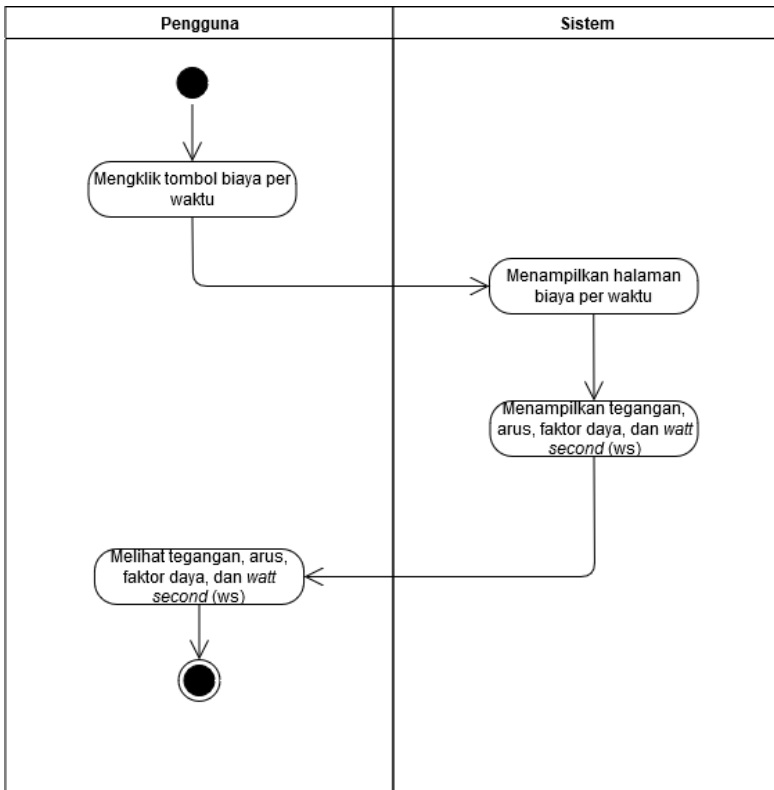 Pengguna
Sistem
Mengklik tombol biaya per
waktu
Menampilkan halaman
biaya per waktu
Menampilkan tegangan,
arus, faktor daya, dan watt
second (ws)
Melihat tegangan, arus,
faktor daya, dan watt
second (ws)